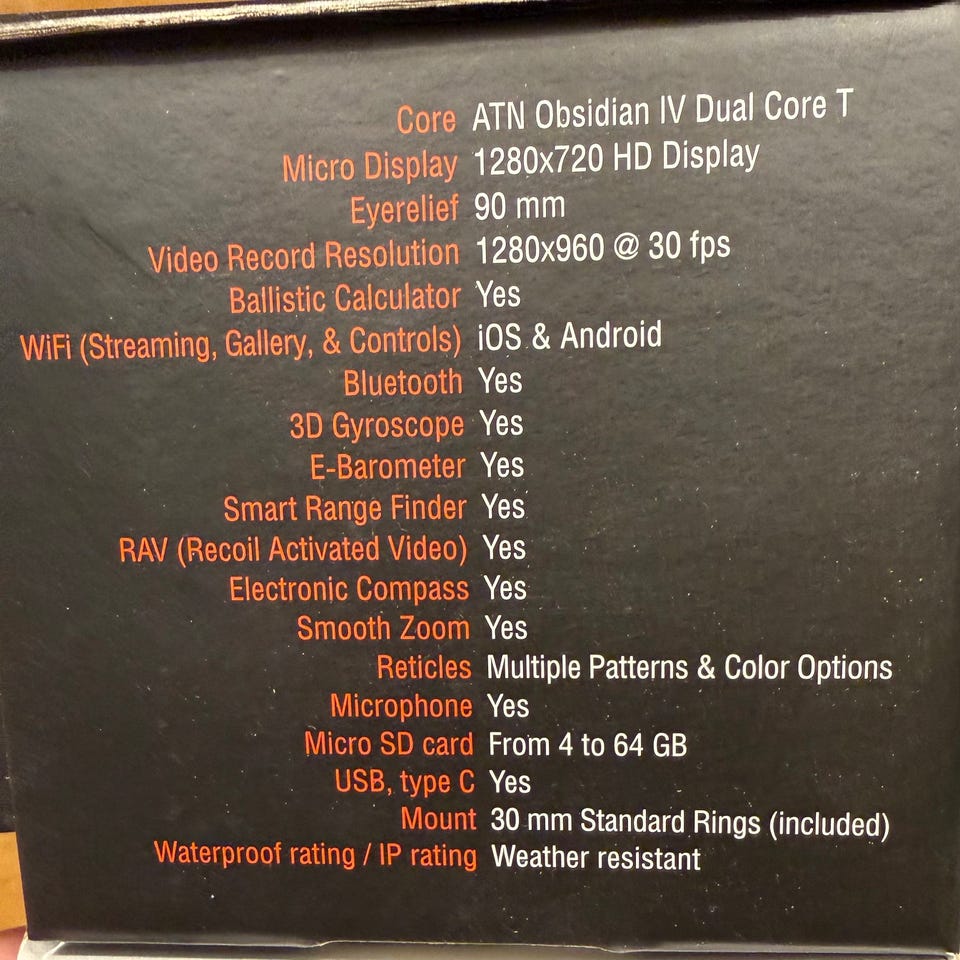 Core ATN Obsidian IV Dual Core T
Micro Display 1280x720 HD Display
Eyerelief 90 mm
Video Record Resolution 1280x960 @ 30 fps
Ballistic Calculator Yes
WiFi (Streaming, Gallery, & Controls) iOS & Android
Bluetooth Yes
3D Gyroscope Yes
E-Barometer Yes
Smart Range Finder Yes
RAV (Recoil Activated Video) Yes
Electronic Compass Yes
Smooth Zoom Yes
Reticles Multiple Patterns & Color Options
Microphone Yes
Micro SD card From 4 to 64 GB
USB, type C Yes
Mount 30 mm Standard Rings (included)
Waterproof rating / IP rating Weather resistant